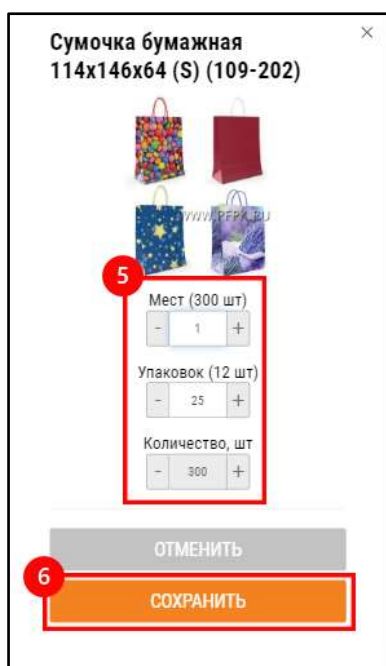 ×
Сумочка бумажная
114x146x64 (S) (109-202)
WWW.PFPK.RU
5
Мест (300 шт)
- 1 +
Упаковок (12 шт)
- 25 +
Количество, шт
- 300 +
ОТМЕНИТЬ
6
СОХРАНИТЬ